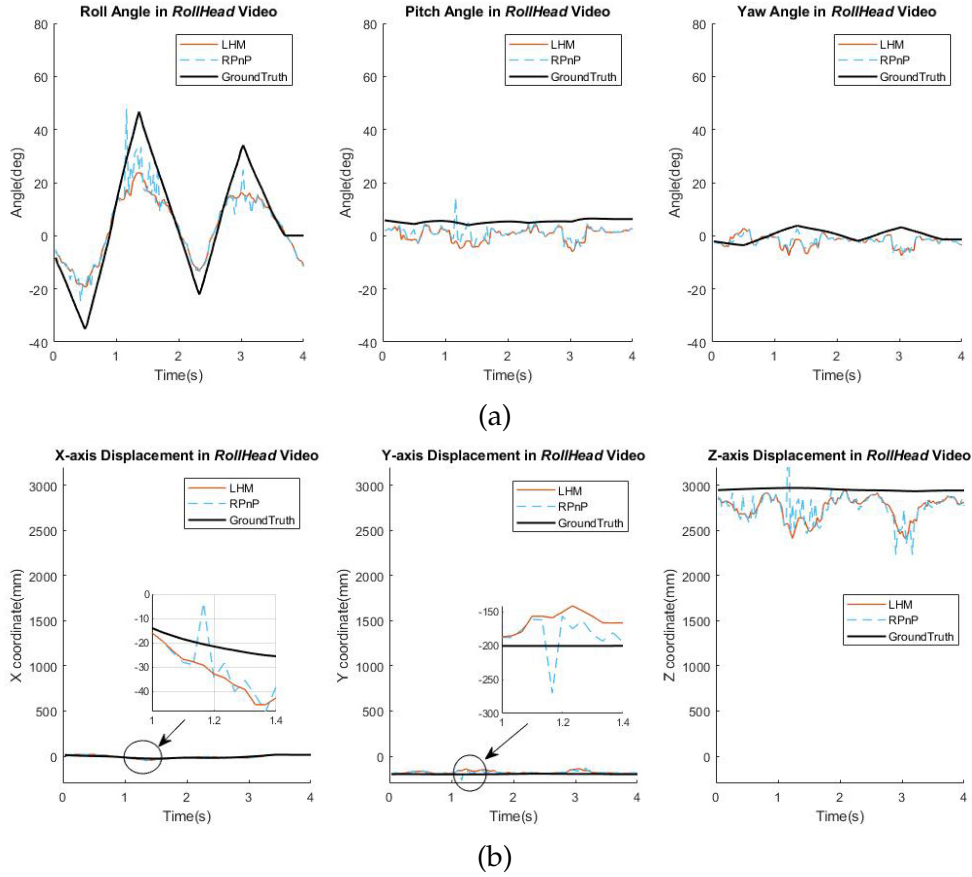 Roll Angle in RollHead Video
LHM
RPnP
GroundTruth
Angle(deg)
80
60
40
20
0
-20
-40
0 1 2 3 4
Time(s)
Pitch Angle in RollHead Video
LHM
RPnP
GroundTruth
Angle(deg)
80
60
40
20
0
-20
-40
0 1 2 3 4
Time(s)
Yaw Angle in RollHead Video
LHM
RPnP
GroundTruth
Angle(deg)
80
60
40
20
0
-20
-40
0 1 2 3 4
Time(s)
(a)
X-axis Displacement in RollHead Video
LHM
RPnP
GroundTruth
X coordinate(mm)
3000
2500
2000
1500
1000
500
0
0
-10
-20
-30
-40
1 1.2 1.4
0 1 2 3 4
Time(s)
Y-axis Displacement in RollHead Video
LHM
RPnP
GroundTruth
Y coordinate(mm)
3000
2500
2000
1500
1000
500
0
-150
-200
-250
-300
1 1.2 1.4
0 1 2 3 4
Time(s)
Z-axis Displacement in RollHead Video
LHM
RPnP
GroundTruth
Z coordinate(mm)
3000
2500
2000
1500
1000
500
0
0 1 2 3 4
Time(s)
(b)